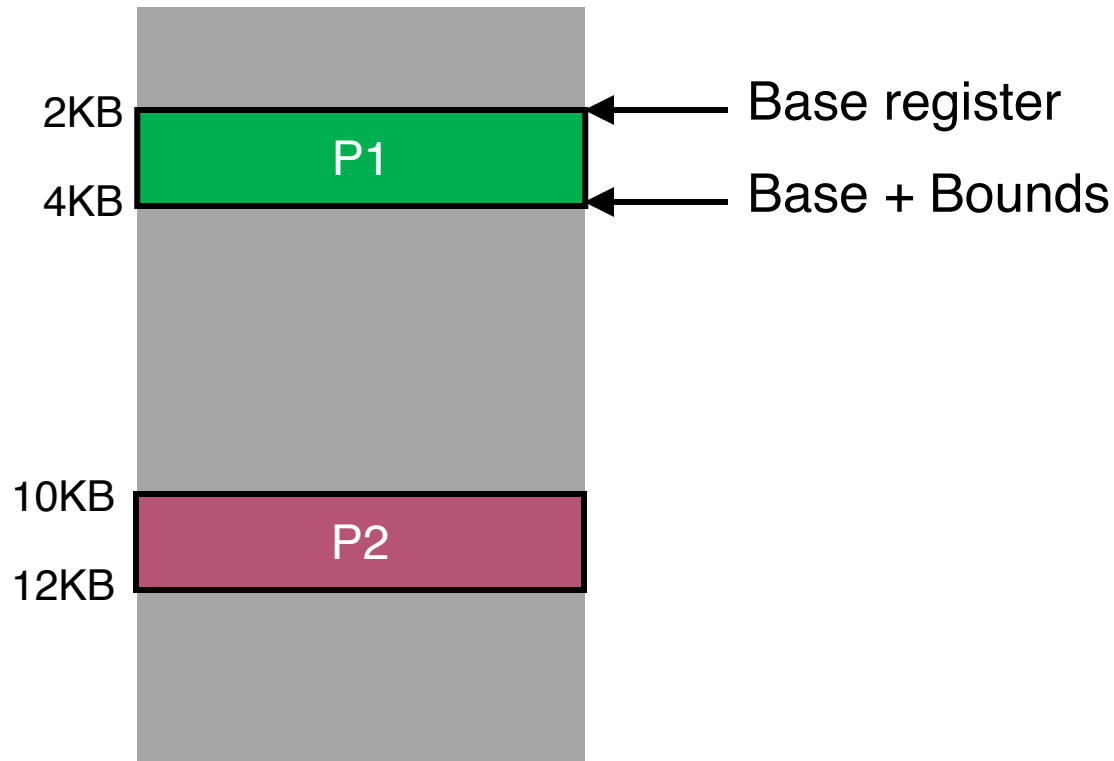 2KB
Base register
P1
4KB
Base + Bounds
10KB
P2
12KB